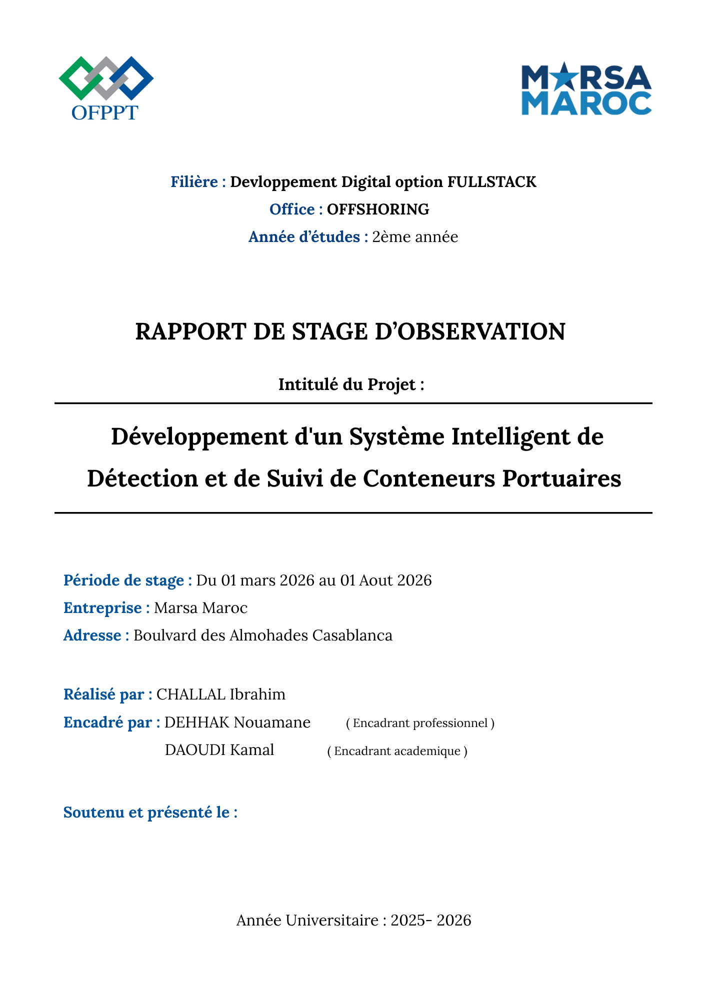 OFPPT
MARSA
MAROC
Filière : Devloppement Digital option FULLSTACK
Office : OFFSHORING
Année d’études : 2ème année
RAPPORT DE STAGE D’OBSERVATION
Intitulé du Projet :
Développement d'un Système Intelligent de
Détection et de Suivi de Conteneurs Portuaires
Période de stage : Du 01 mars 2026 au 01 Aout 2026
Entreprise : Marsa Maroc
Adresse : Boulvard des Almohades Casablanca
Réalisé par : CHALLAL Ibrahim
Encadré par : DEHHAK Nouamane ( Encadrant professionnel )
DAOUDI Kamal ( Encadrant academique )
Soutenu et présenté le :
Année Universitaire : 2025- 2026